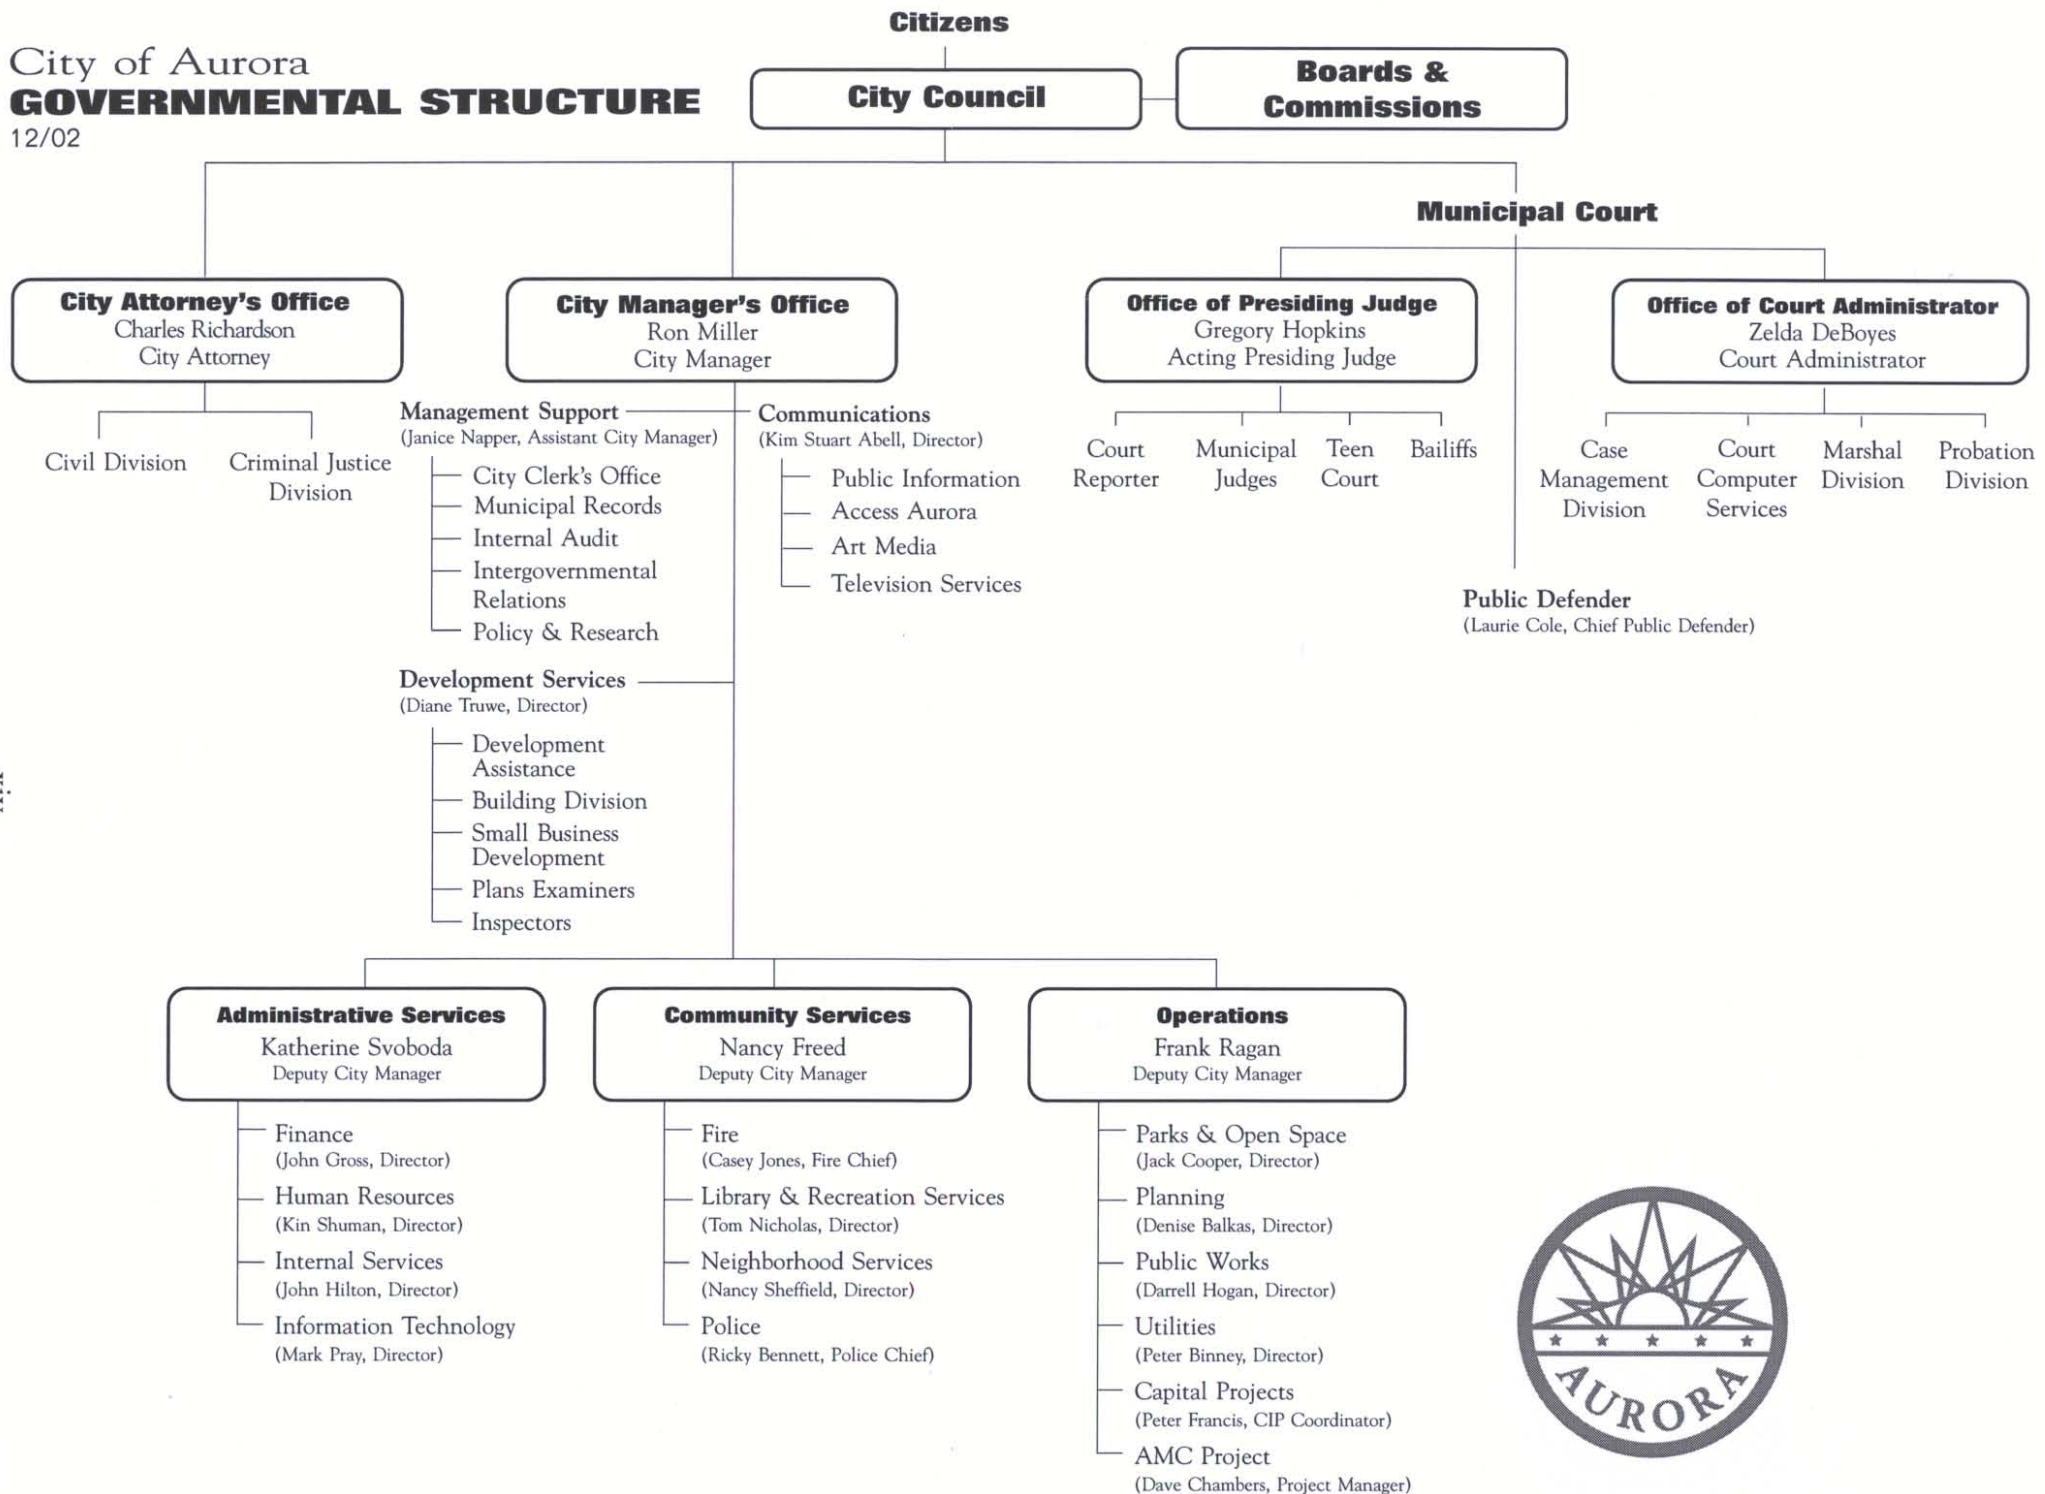 Citizens
City of Aurora
GOVERNMENTAL STRUCTURE
12/02
City Council
Boards &
Commissions
Municipal Court
City Attorney's Office
Charles Richardson
City Attorney
City Manager's Office
Ron Miller
City Manager
Office of Presiding Judge
Gregory Hopkins
Acting Presiding Judge
Office of Court Administrator
Zelda DeBoyes
Court Administrator
Civil Division
Criminal Justice
Division
Management Support
(Janice Napper, Assistant City Manager)
City Clerk's Office
Municipal Records
Internal Audit
Intergovernmental
Relations
Policy & Research
Communications
(Kim Stuart Abell, Director)
Public Information
Access Aurora
Art Media
Television Services
Court
Reporter
Municipal
Judges
Teen
Court
Bailiffs
Case
Management
Division
Court
Computer
Services
Marshal
Division
Probation
Division
Public Defender
(Laurie Cole, Chief Public Defender)
Development Services
(Diane Truwe, Director)
Development
Assistance
Building Division
Small Business
Development
Plans Examiners
Inspectors
Administrative Services
Katherine Svoboda
Deputy City Manager
Finance
(John Gross, Director)
Human Resources
(Kin Shuman, Director)
Internal Services
(John Hilton, Director)
Information Technology
(Mark Pray, Director)
Community Services
Nancy Freed
Deputy City Manager
Fire
(Casey Jones, Fire Chief)
Library & Recreation Services
(Tom Nicholas, Director)
Neighborhood Services
(Nancy Sheffield, Director)
Police
(Ricky Bennett, Police Chief)
Operations
Frank Ragan
Deputy City Manager
Parks & Open Space
(Jack Cooper, Director)
Planning
(Denise Balkas, Director)
Public Works
(Darrell Hogan, Director)
Utilities
(Peter Binney, Director)
Capital Projects
(Peter Francis, CIP Coordinator)
AMC Project
(Dave Chambers, Project Manager)
AURORA